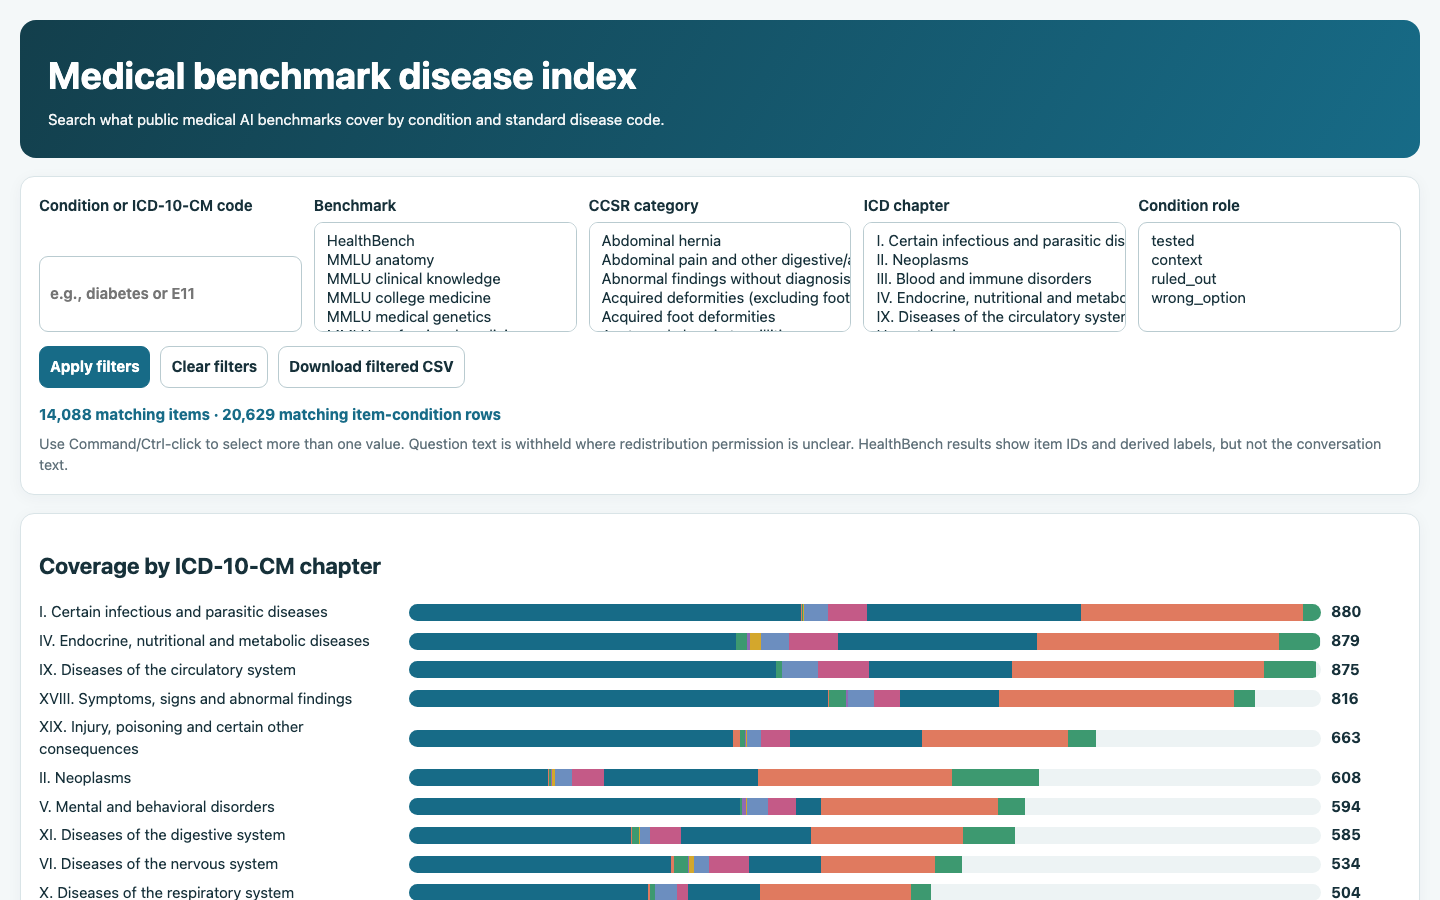 Medical benchmark disease index
Search what public medical AI benchmarks cover by condition and standard disease code.
Condition or ICD-10-CM code
e.g., diabetes or E11
Benchmark
HealthBench
MMLU anatomy
MMLU clinical knowledge
MMLU college medicine
MMLU medical genetics
CCSR category
Abdominal hernia
Abdominal pain and other digestive/a
Abnormal findings without diagnosis
Acquired deformities (excluding foot
Acquired foot deformities
ICD chapter
I. Certain infectious and parasitic dis
II. Neoplasms
III. Blood and immune disorders
IV. Endocrine, nutritional and metabo
IX. Diseases of the circulatory syster
Condition role
tested
context
ruled_out
wrong_option
Apply filters
Clear filters
Download filtered CSV
14,088 matching items · 20,629 matching item-condition rows
Use Command/Ctrl-click to select more than one value. Question text is withheld where redistribution permission is unclear. HealthBench results show item IDs and derived labels, but not the conversation
text.
Coverage by ICD-10-CM chapter
I. Certain infectious and parasitic diseases 880
IV. Endocrine, nutritional and metabolic diseases 879
IX. Diseases of the circulatory system 875
XVIII. Symptoms, signs and abnormal findings 816
XIX. Injury, poisoning and certain other
consequences 663
II. Neoplasms 608
V. Mental and behavioral disorders 594
XI. Diseases of the digestive system 585
VI. Diseases of the nervous system 534
X. Diseases of the respiratory system 504